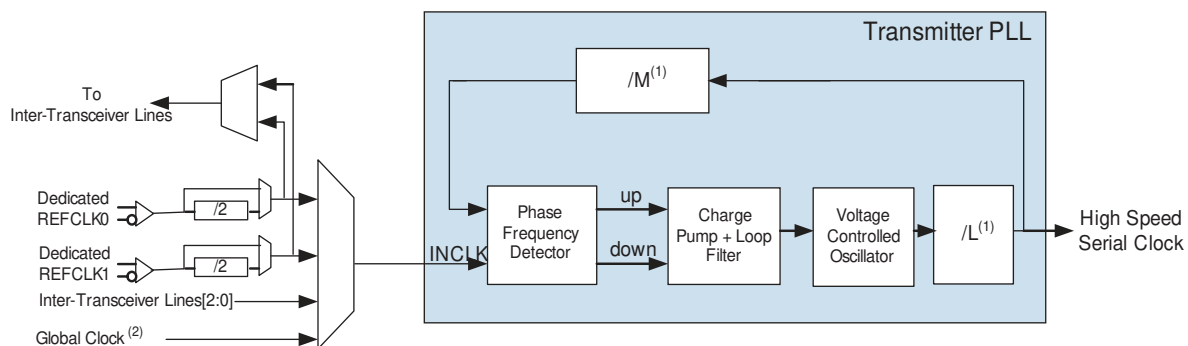 Transmitter PLL
/M(1)
To
Inter-Transceiver Lines
Dedicated
REFCLK0
/2
Dedicated
REFCLK1
/2
Inter-Transceiver Lines[2:0]
Global Clock (2)
INCLK
Phase
Frequency
Detector
up
down
Charge
Pump + Loop
Filter
Voltage
Controlled
Oscillator
/L(1)
High Speed
Serial Clock